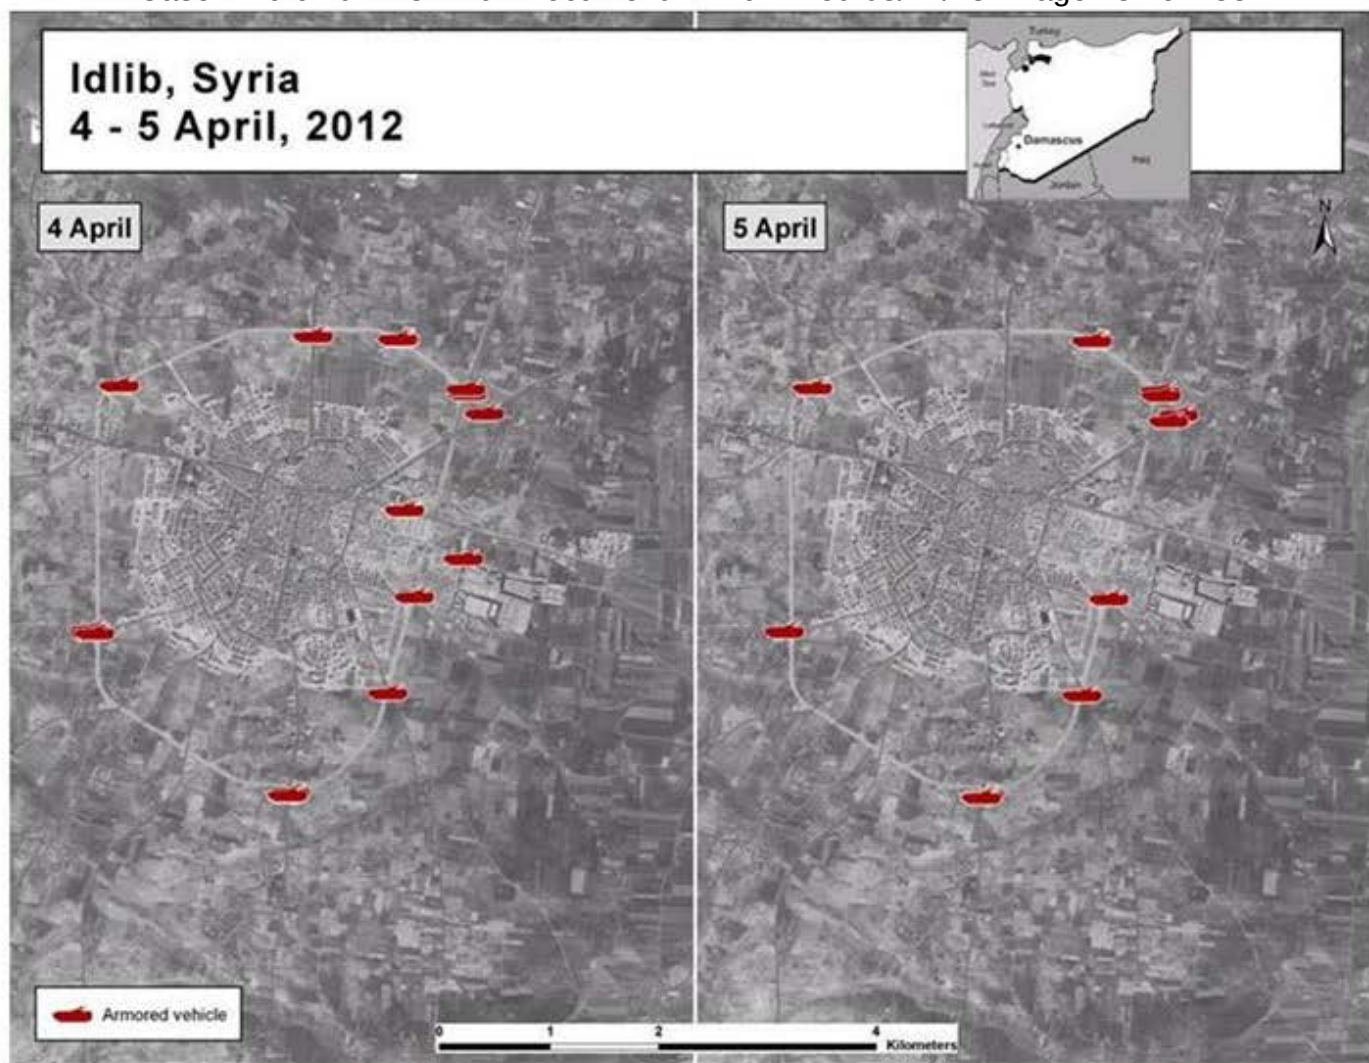 Idlib, Syria
4 - 5 April, 2012
Turkey
Damascus
Iraq
Jordan
4 April
5 April
N
Armored vehicle
0 1 2 4
Kilometers